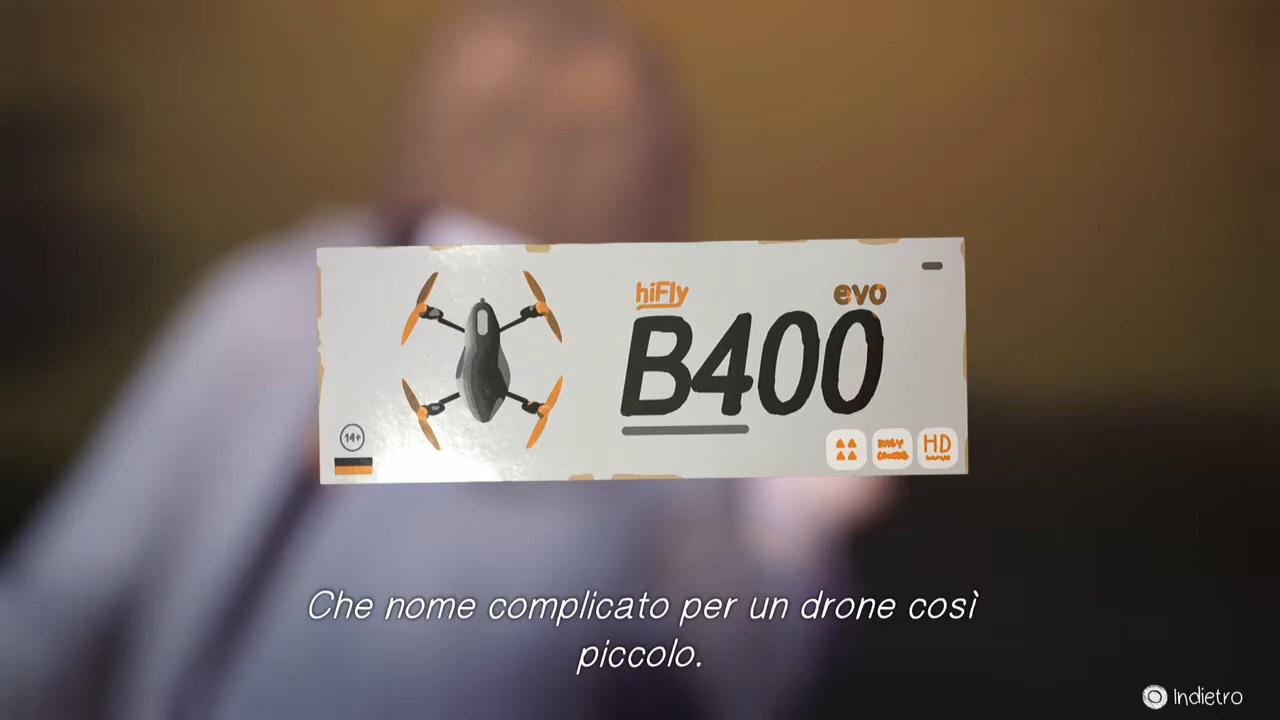 hiFly
evo
B400
14+
HD
Che nome complicato per un drone così
piccolo.
Indietro